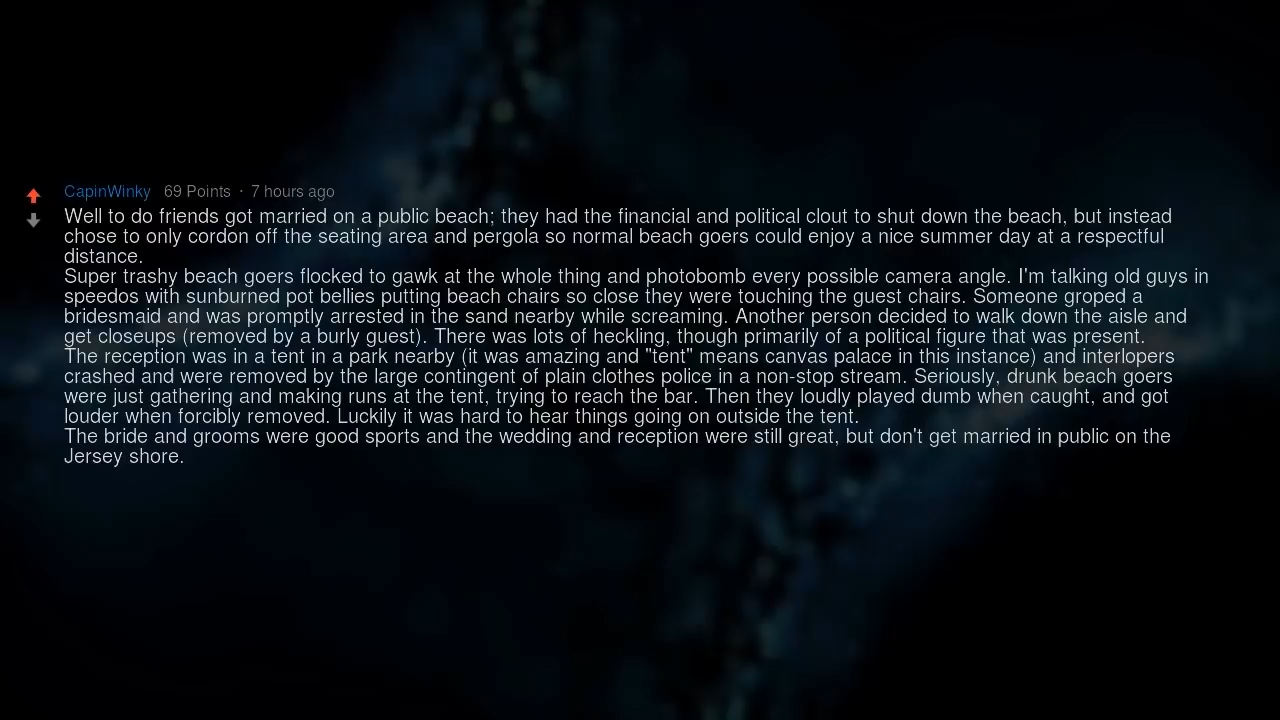 CapinWinky 69 Points · 7 hours ago
Well to do friends got married on a public beach; they had the financial and political clout to shut down the beach, but instead
chose to only cordon off the seating area and pergola so normal beach goers could enjoy a nice summer day at a respectful
distance.
Super trashy beach goers flocked to gawk at the whole thing and photobomb every possible camera angle. I'm talking old guys in
speedos with sunburned pot bellies putting beach chairs so close they were touching the guest chairs. Someone groped a
bridesmaid and was promptly arrested in the sand nearby while screaming. Another person decided to walk down the aisle and
get closeups (removed by a burly guest). There was lots of heckling, though primarily of a political figure that was present.
The reception was in a tent in a park nearby (it was amazing and "tent" means canvas palace in this instance) and interlopers
crashed and were removed by the large contingent of plain clothes police in a non-stop stream. Seriously, drunk beach goers
were just gathering and making runs at the tent, trying to reach the bar. Then they loudly played dumb when caught, and got
louder when forcibly removed. Luckily it was hard to hear things going on outside the tent.
The bride and grooms were good sports and the wedding and reception were still great, but don't get married in public on the
Jersey shore.